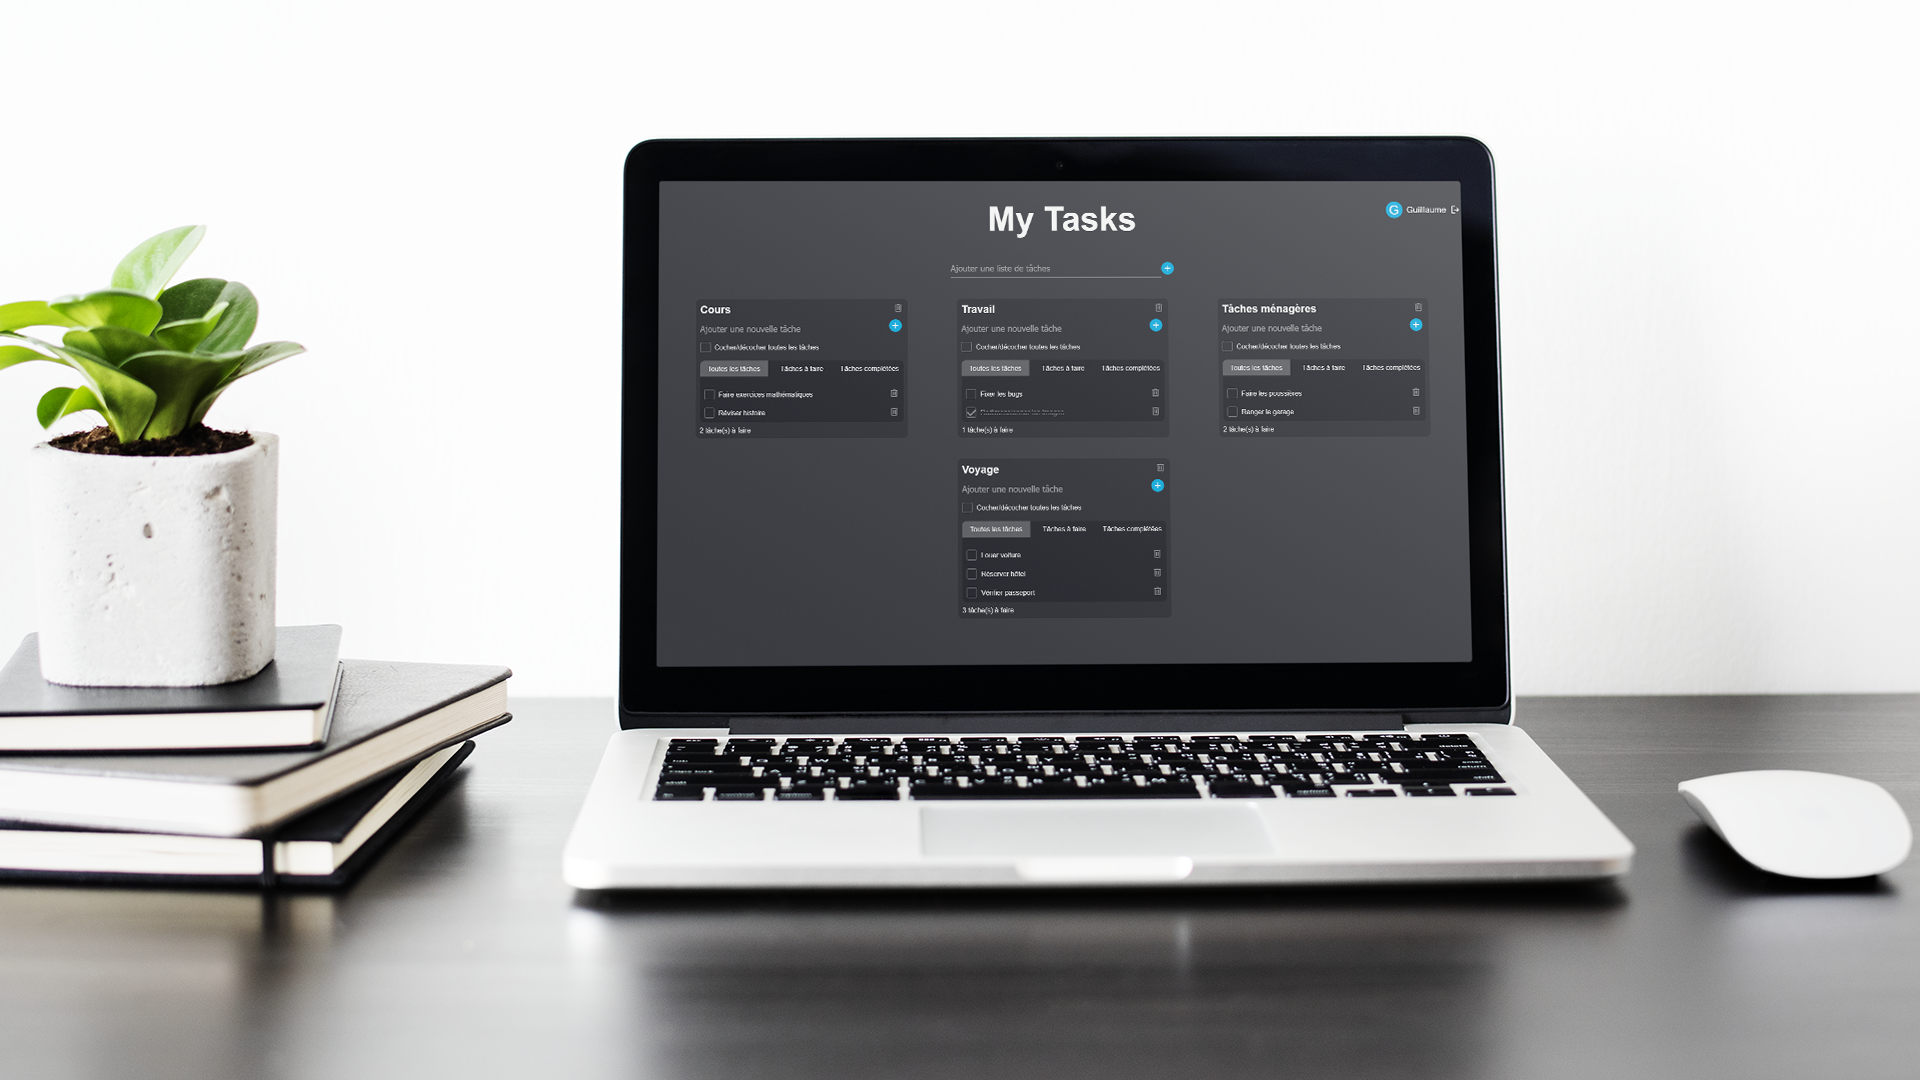 My Tasks
G Guillaume
Ajouter une liste de tâches
Cours
Ajouter une nouvelle tâche
Cocher/décocher toutes les tâches
Toutes les tâches Tâches à faire Tâches complétées
Faire exercices mathématiques
Réviser histoire
2 tâche(s) à faire
Travail
Ajouter une nouvelle tâche
Cocher/décocher toutes les tâches
Toutes les tâches Tâches à faire Tâches complétées
Fixer les bugs
1 tâche(s) à faire
Tâches ménagères
Ajouter une nouvelle tâche
Cocher/décocher toutes les tâches
Toutes les tâches Tâches à faire Tâches complétées
Faire les poussières
Ranger le garage
2 tâche(s) à faire
Voyage
Ajouter une nouvelle tâche
Cocher/décocher toutes les tâches
Toutes les tâches Tâches à faire Tâches complétées
Louer voiture
Réserver hôtel
Vérifier passeport
3 tâche(s) à faire
delete
return
shift